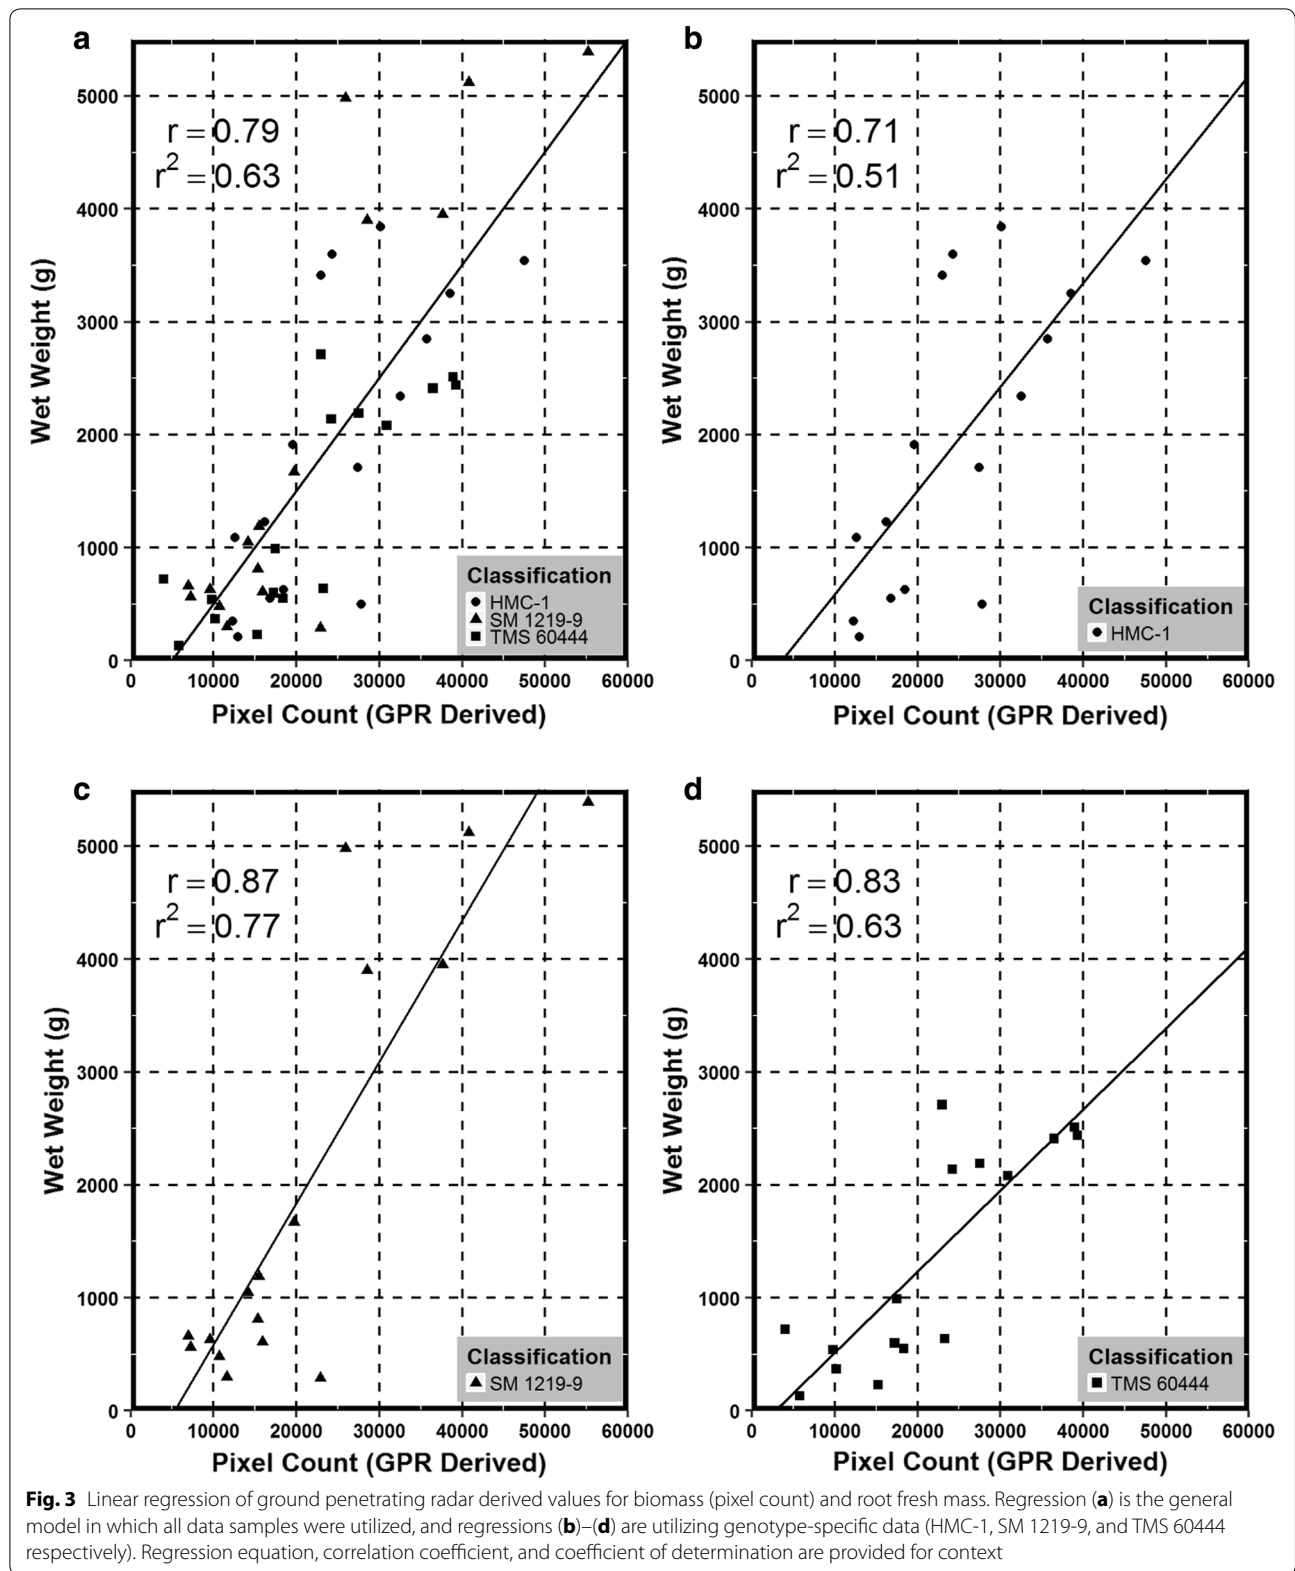 a
5000
4000
3000
2000
1000
0
Wet Weight (g)
r = 0.79
r² = 0.63
Classification
HMC-1
SM 1219-9
TMS 60444
0 10000 20000 30000 40000 50000 60000
Pixel Count (GPR Derived)
b
5000
4000
3000
2000
1000
0
Wet Weight (g)
r = 0.71
r² = 0.51
Classification
HMC-1
0 10000 20000 30000 40000 50000 60000
Pixel Count (GPR Derived)
c
5000
4000
3000
2000
1000
0
Wet Weight (g)
r = 0.87
r² = 0.77
Classification
SM 1219-9
0 10000 20000 30000 40000 50000 60000
Pixel Count (GPR Derived)
d
5000
4000
3000
2000
1000
0
Wet Weight (g)
r = 0.83
r² = 0.63
Classification
TMS 60444
0 10000 20000 30000 40000 50000 60000
Pixel Count (GPR Derived)
Fig. 3 Linear regression of ground penetrating radar derived values for biomass (pixel count) and root fresh mass. Regression (a) is the general
model in which all data samples were utilized, and regressions (b)–(d) are utilizing genotype-specific data (HMC-1, SM 1219-9, and TMS 60444
respectively). Regression equation, correlation coefficient, and coefficient of determination are provided for context